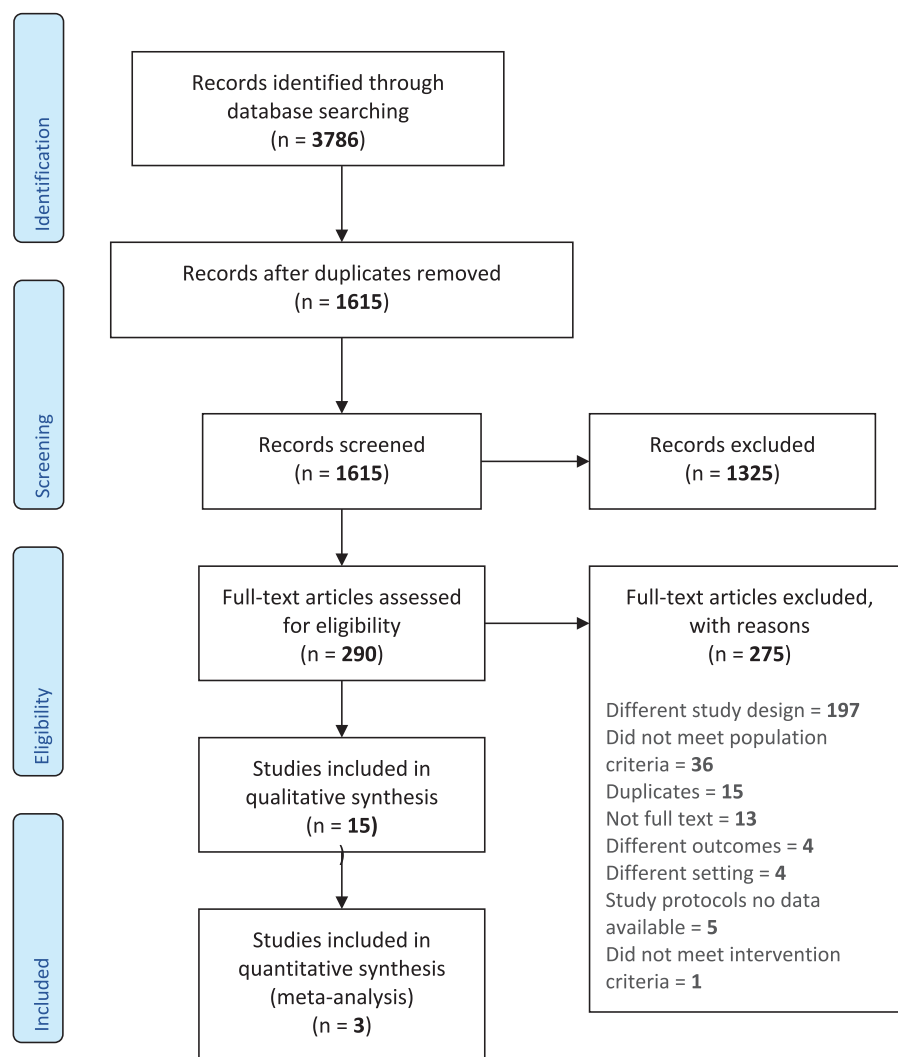 Identification
Records identified through
database searching
(n = 3786)
Records after duplicates removed
(n = 1615)
Screening
Records screened
(n = 1615)
Records excluded
(n = 1325)
Eligibility
Full-text articles assessed
for eligibility
(n = 290)
Full-text articles excluded,
with reasons
(n = 275)
Different study design = 197
Did not meet population
criteria = 36
Duplicates = 15
Not full text = 13
Different outcomes = 4
Different setting = 4
Study protocols no data
available = 5
Did not meet intervention
criteria = 1
Studies included in
qualitative synthesis
(n = 15)
)
Included
Studies included in
quantitative synthesis
(meta-analysis)
(n = 3)